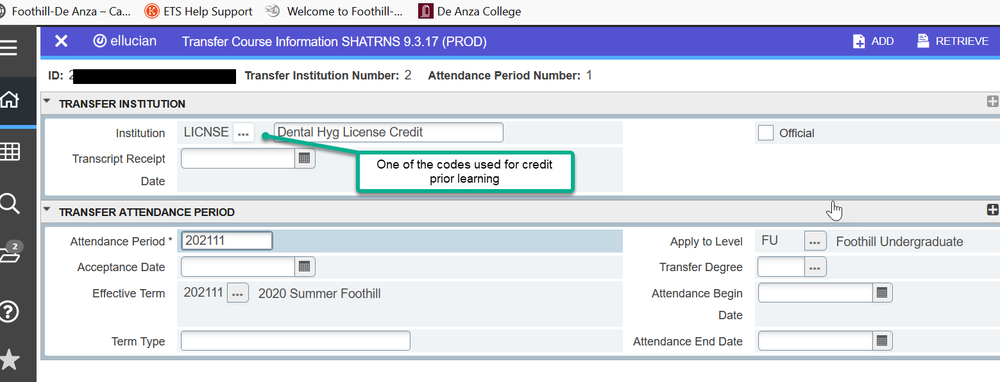 Foothill-De Anza – Ca... ETS Help Support Welcome to Foothill-... De Anza College
ellucian Transfer Course Information SHATRNS 9.3.17 (PROD) ADD RETRIEVE
ID: 2 Transfer Institution Number: 2 Attendance Period Number: 1
TRANSFER INSTITUTION
Institution LICNSE ... Dental Hyg License Credit Official
Transcript Receipt
Date
One of the codes used for credit
prior learning
TRANSFER ATTENDANCE PERIOD
Attendance Period * 202111 Apply to Level FU ... Foothill Undergraduate
Acceptance Date Transfer Degree ...
2
Effective Term 202111 ... 2020 Summer Foothill Attendance Begin
Date
Term Type Attendance End Date